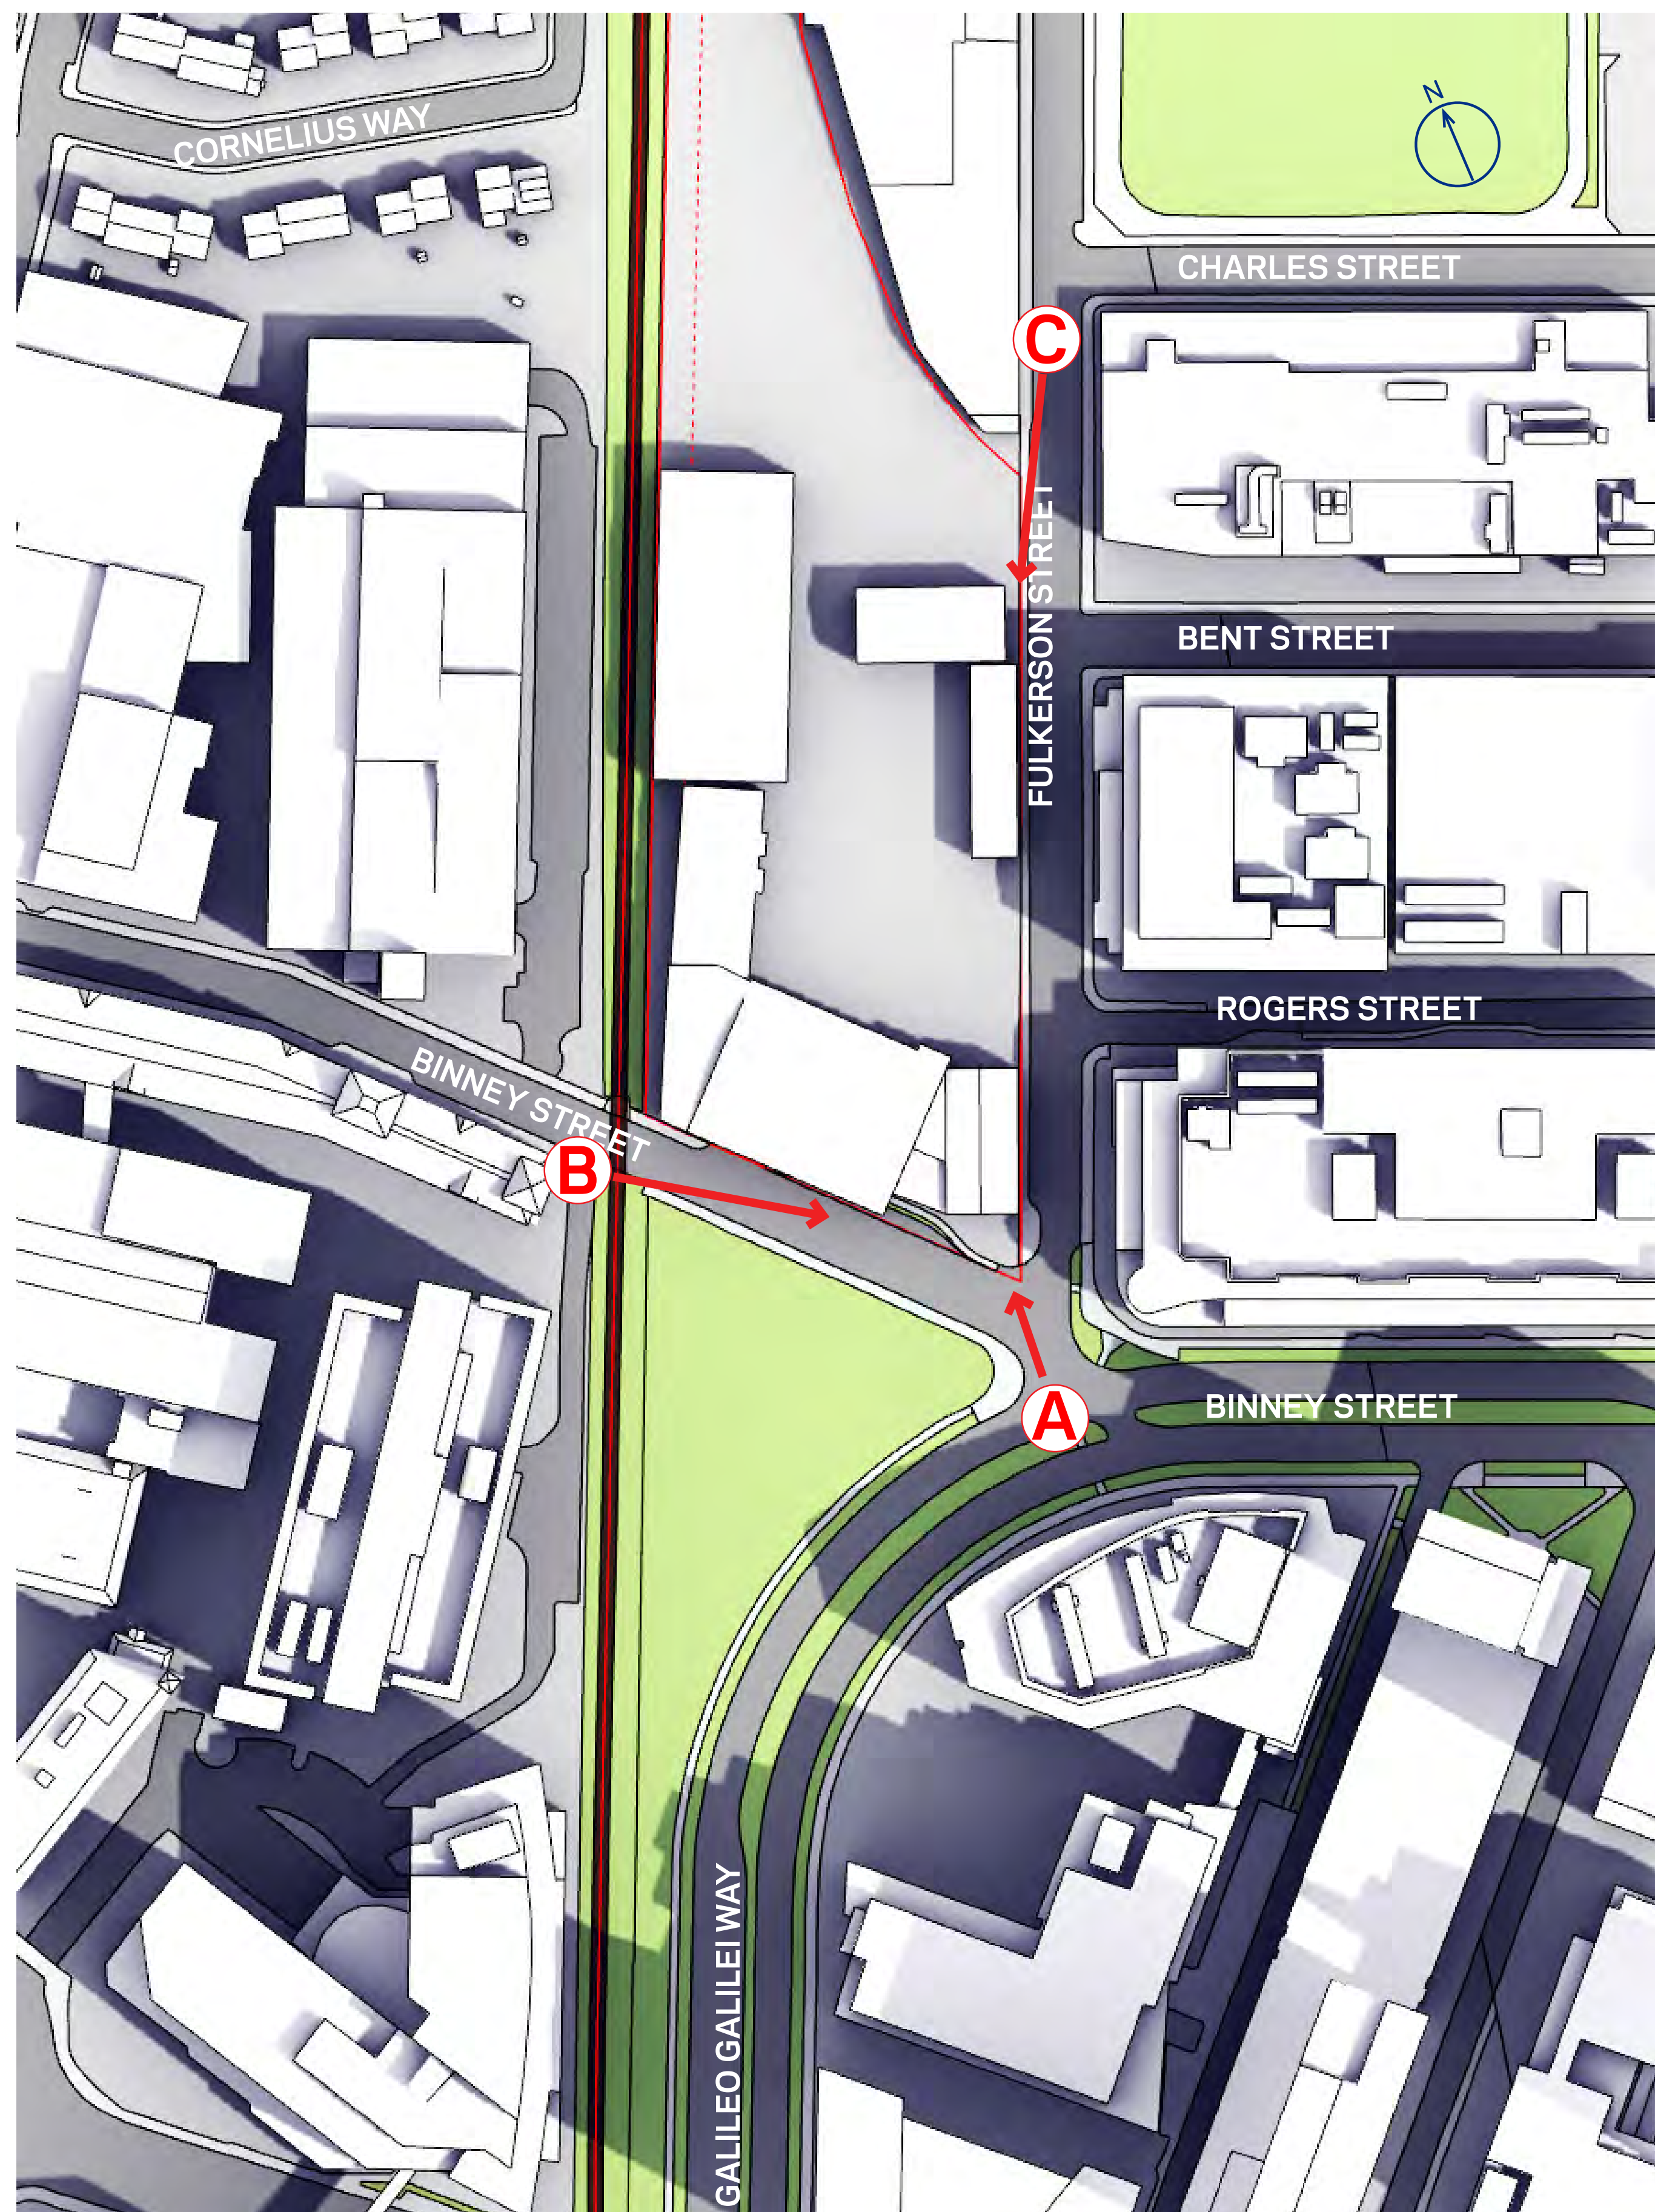 N
CORNELIUS WAY
CHARLES STREET
C
FULKERSON STREET
BENT STREET
ROGERS STREET
BINNEY STREET
B
A
BINNEY STREET
GALILEO GALILEI WAY